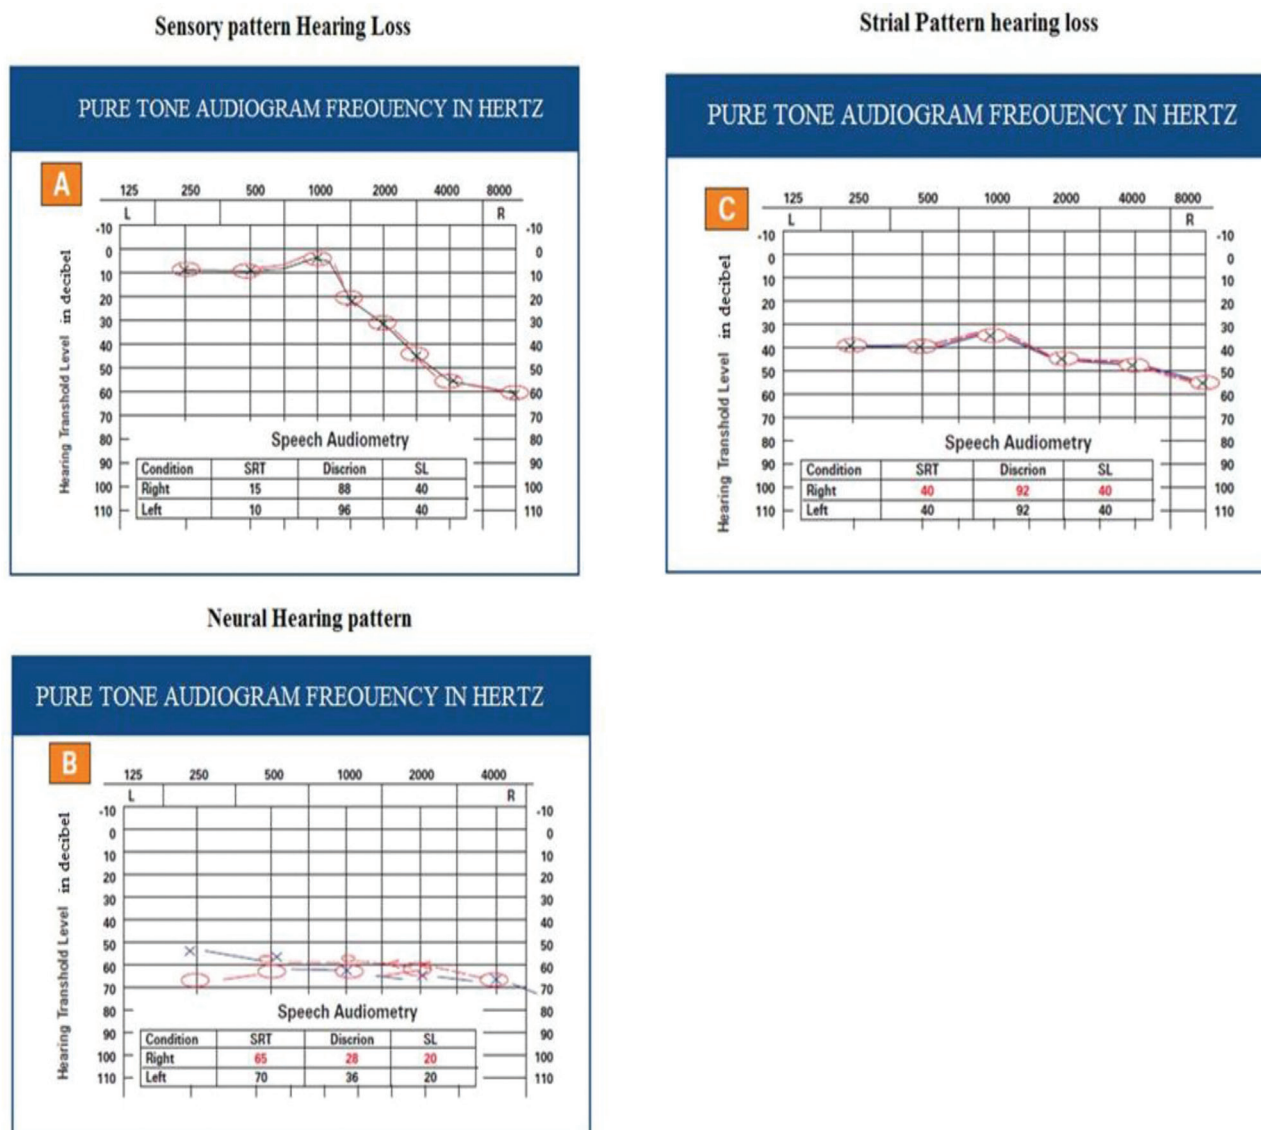 Sensory pattern Hearing Loss
PURE TONE AUDIOGRAM FREOUENCY IN HERTZ
A
125 250 500 1000 2000 4000 8000
L R
-10 -10
0 0
10 10
20 20
30 30
40 40
50 50
60 60
70 70
80 80
90 90
100 100
110 110
Hearing Transhold Level in decibel
Speech Audiometry
Condition SRT Discrion SL
Right 15 88 40
Left 10 96 40
Strial Pattern hearing loss
PURE TONE AUDIOGRAM FREOUENCY IN HERTZ
C
125 250 500 1000 2000 4000 8000
L R
-10 -10
0 0
10 10
20 20
30 30
40 40
50 50
60 60
70 70
80 80
90 90
100 100
110 110
Hearing Transhold Level in decibel
Speech Audiometry
Condition SRT Discrion SL
Right 40 92 40
Left 40 92 40
Neural Hearing pattern
PURE TONE AUDIOGRAM FREOUENCY IN HERTZ
B
125 250 500 1000 2000 4000
L R
-10 -10
0 0
10 10
20 20
30 30
40 40
50 50
60 60
70 70
80 80
90 90
100 100
110 110
Hearing Transhold Level in decibel
Speech Audiometry
Condition SRT Discrion SL
Right 65 28 20
Left 70 36 20